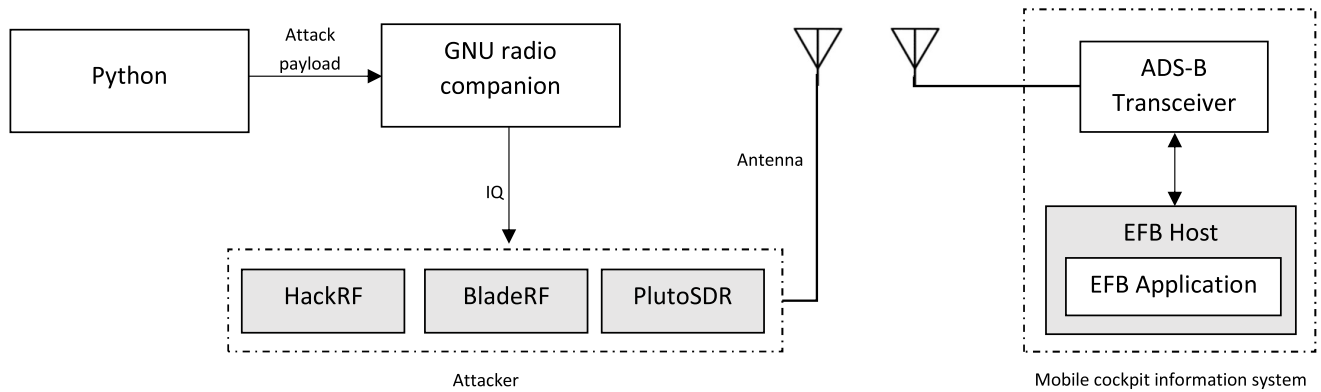 Python
Attack
payload
GNU radio
companion
IQ
HackRF
BladeRF
PlutoSDR
Attacker
Antenna
ADS-B
Transceiver
EFB Host
EFB Application
Mobile cockpit information system